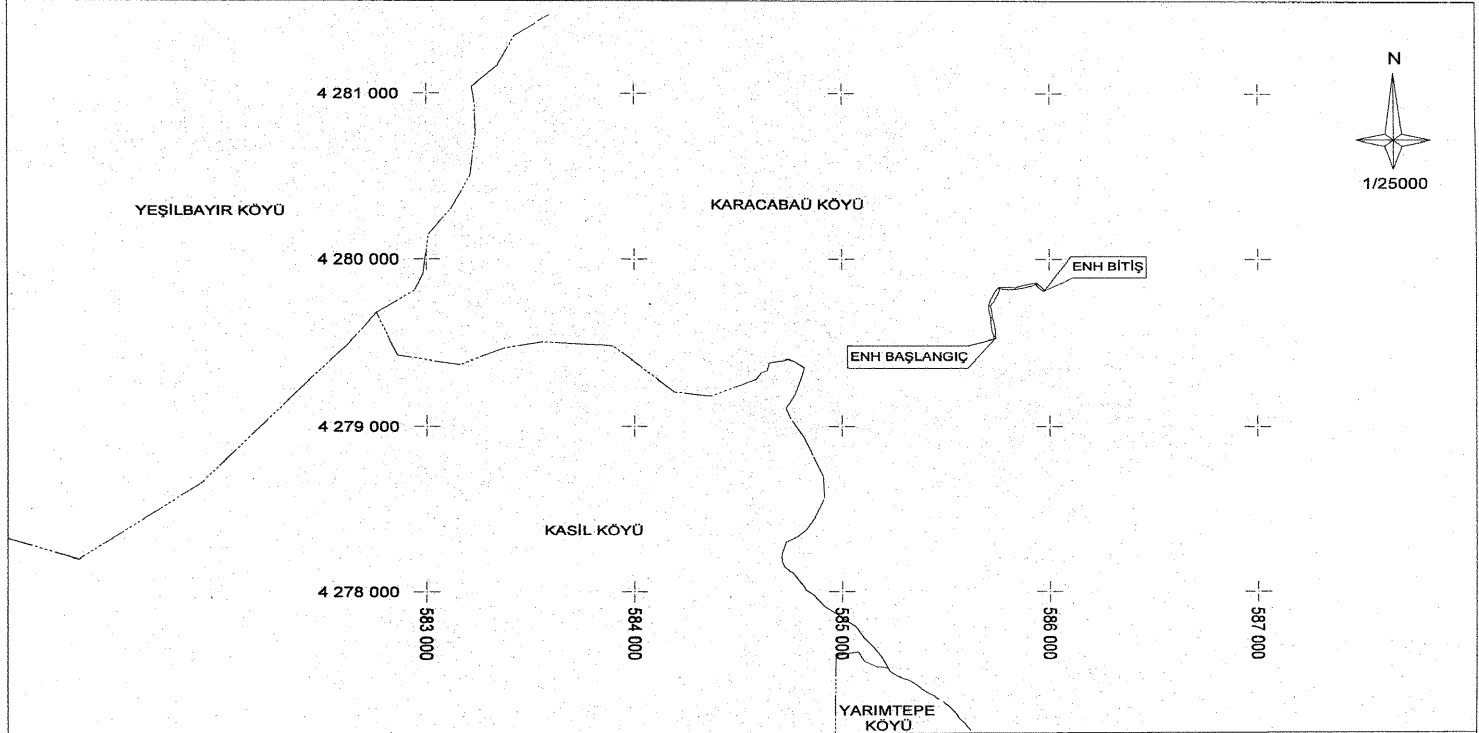 N
1/25000
4 281 000
YEŞİLBAYIR KÖYÜ
KARACABAÜ KÖYÜ
4 280 000
ENH BİTİŞ
ENH BAŞLANGIÇ
4 279 000
KASİL KÖYÜ
4 278 000
583 000
584 000
585 000
586 000
587 000
YARIMTEPE
KÖYÜ